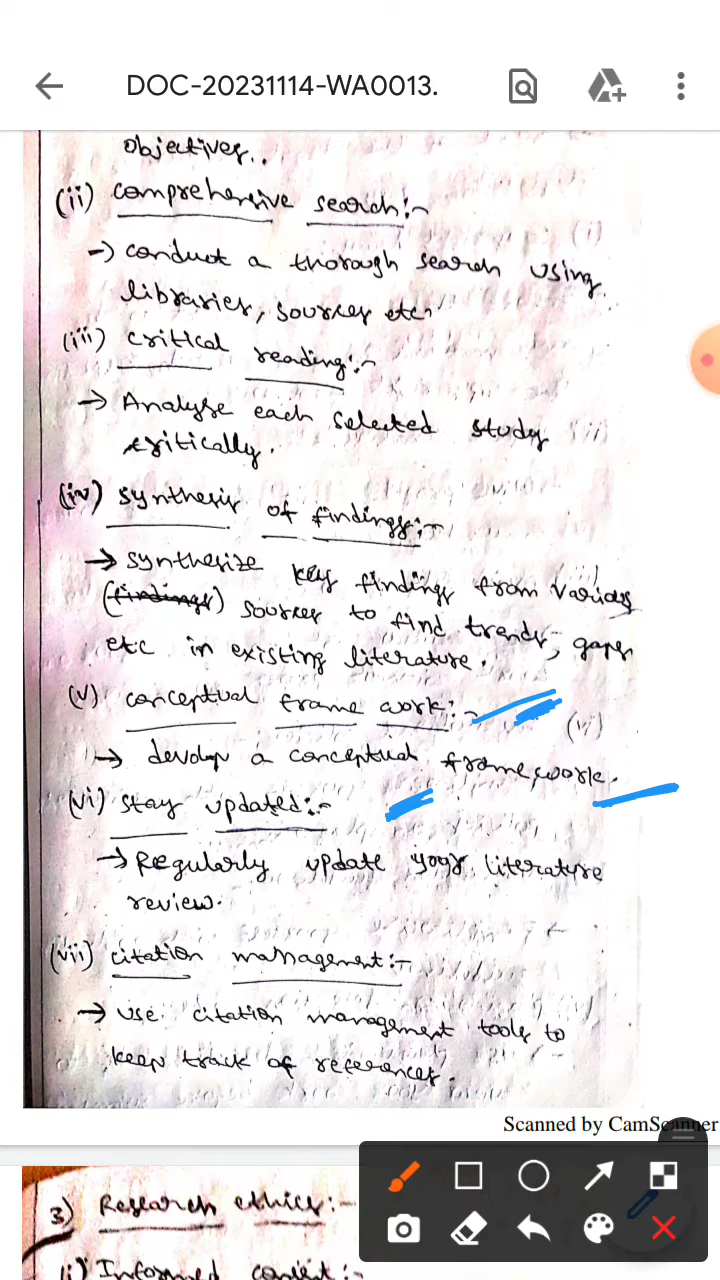 DOC-20231114-WA0013.
objectives..
(ii) comprehensive search:-
→ conduct a thorough search using
libraries, sources etc.
(iii) critical reading:-
→ Analyse each selected study
critically.
(iv) synthesis of findings:-
→ synthesize key findings from various
(findings) sources to find trends, gaps
etc in existing literature.
(v) conceptual frame work:-
(vi)
→ develop a conceptual frame work.
(vi) stay updated:-
→ Regularly update your literature
review.
(vii) citation management:-
→ use citation management tools to
keep track of references.
Scanned by CamScanner
3) Research ethics:-
(i) Informed consent:-